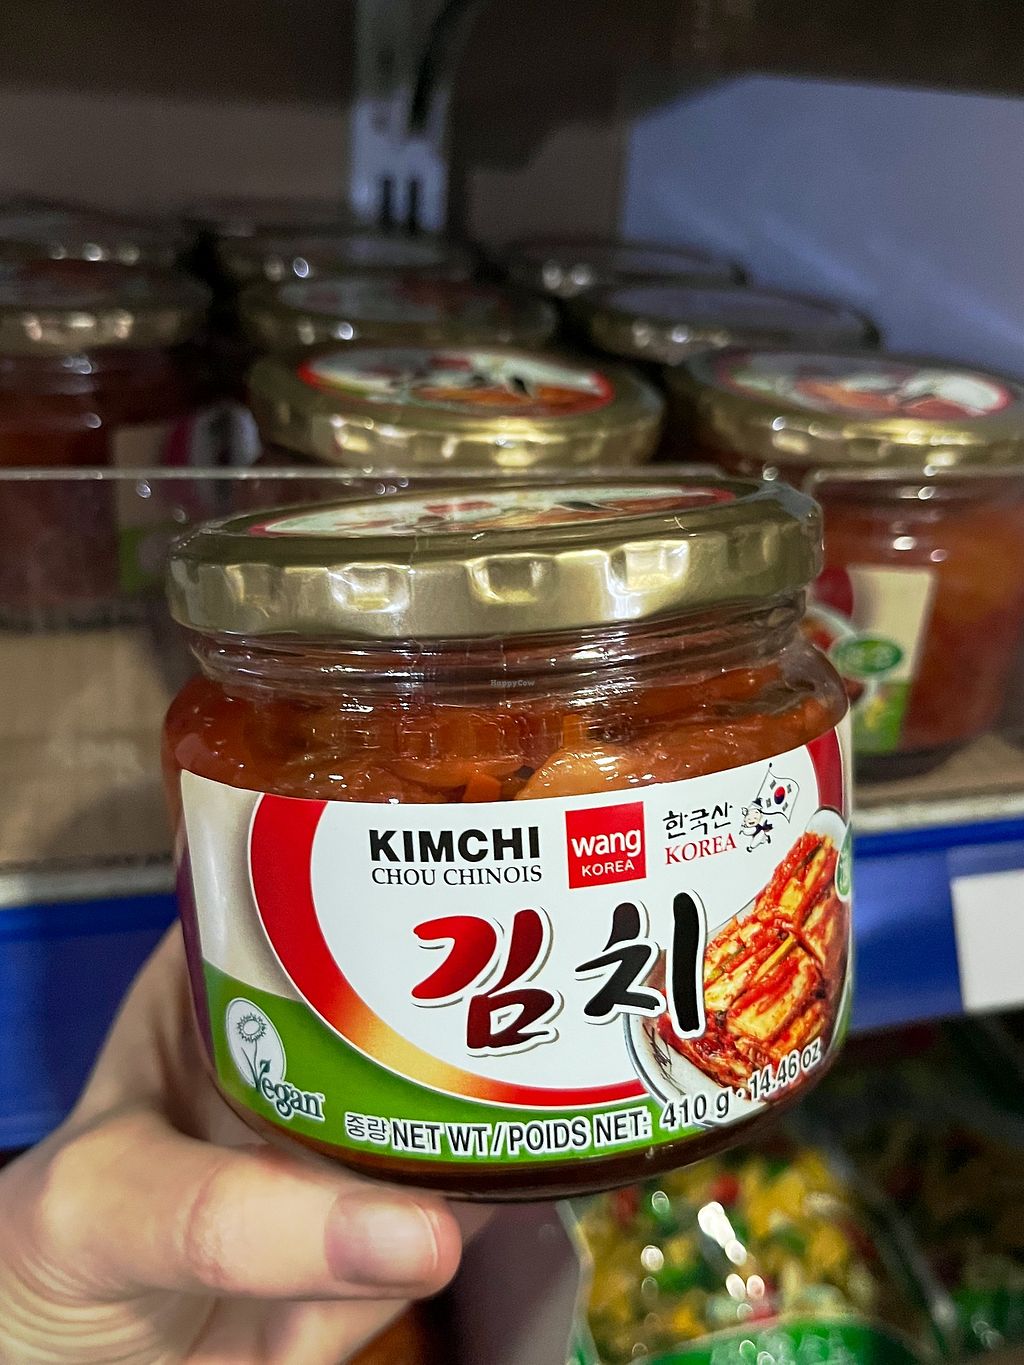 HappyCow
KIMCHI
CHOU CHINOIS
wang
KOREA
한국산
KOREA
김치
Vegan
중량 NET WT/POIDS NET: 410 g · 14.46 oz